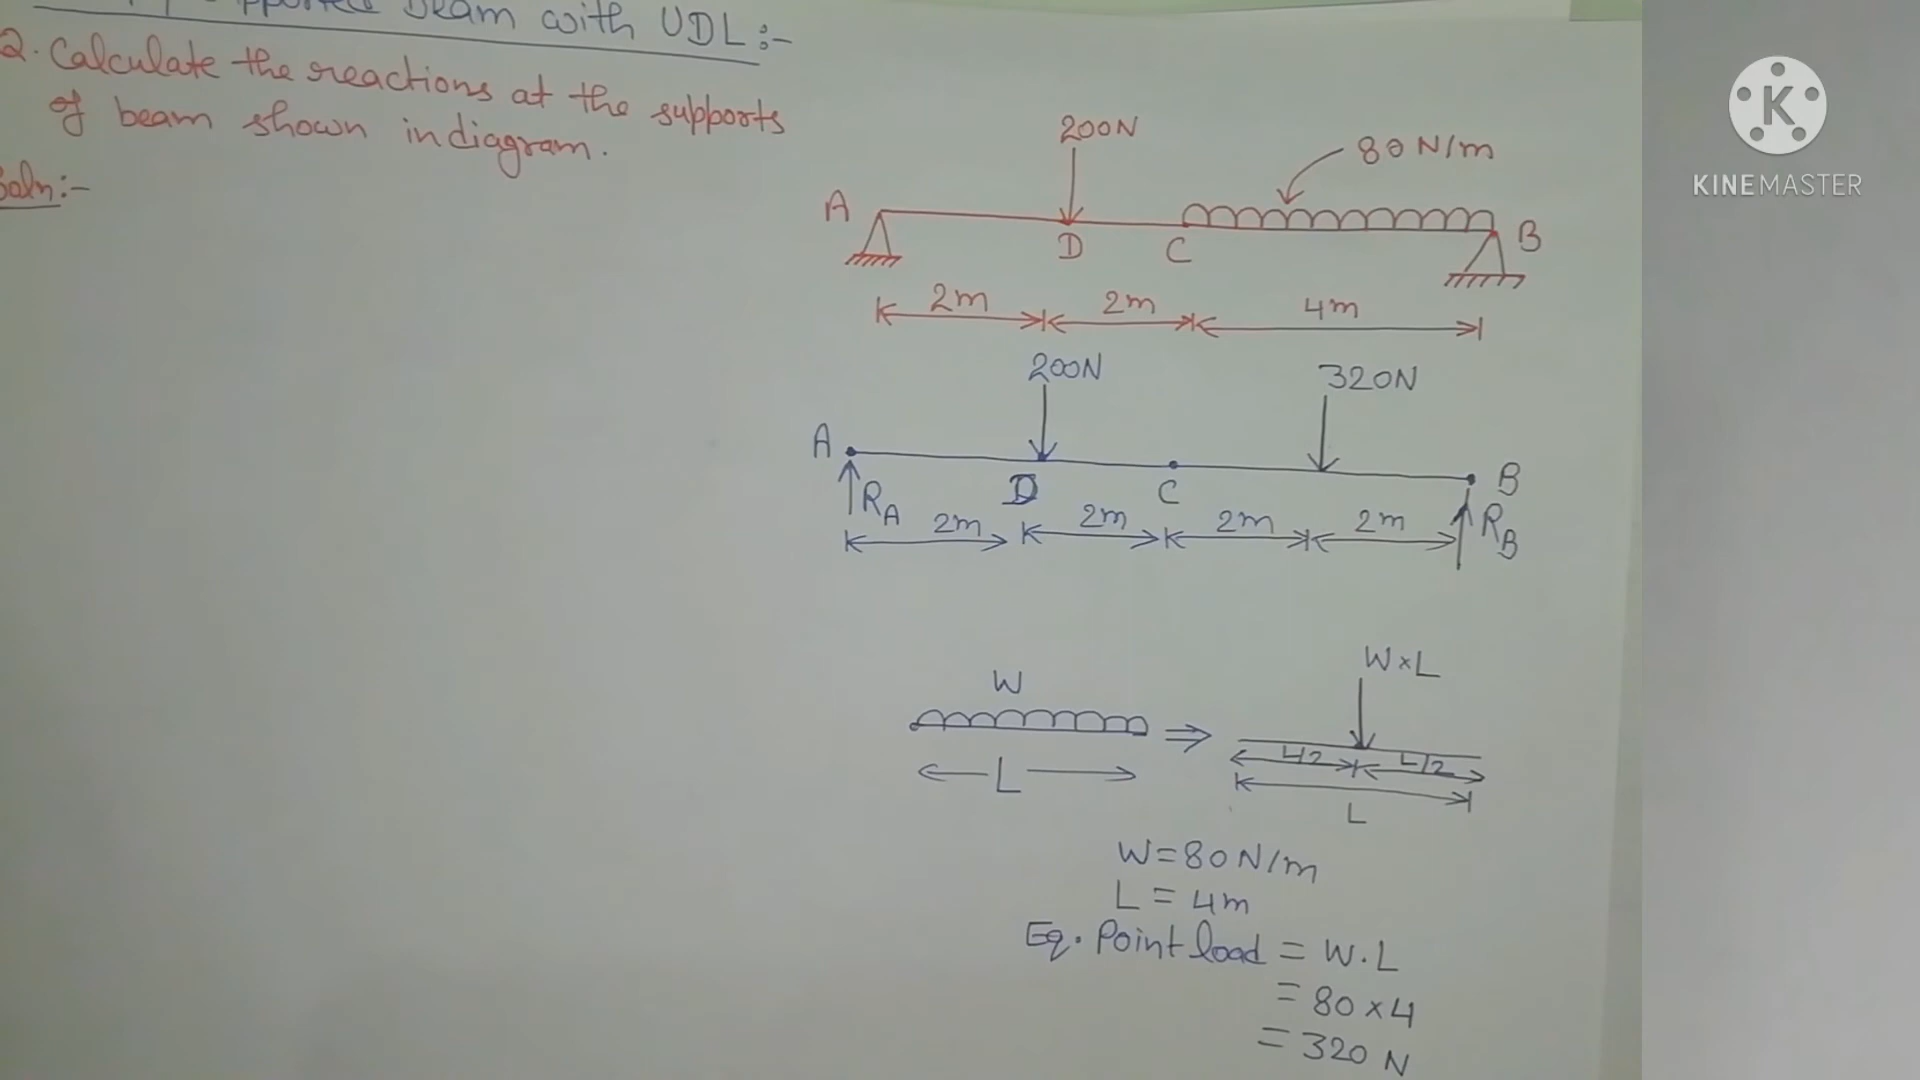 Beam with UDL:-
2. Calculate the reactions at the supports
of beam shown in diagram.
Soln:-
200N
80 N/m
A
D
C
B
2m
2m
4m
200N
320N
A
D
C
B
RA
RB
2m
2m
2m
2m
W
L
W×L
L/2
L/2
L
W=80N/m
L = 4m
Eq. Point load = W.L
= 80 × 4
= 320 N
K
KINEMASTER